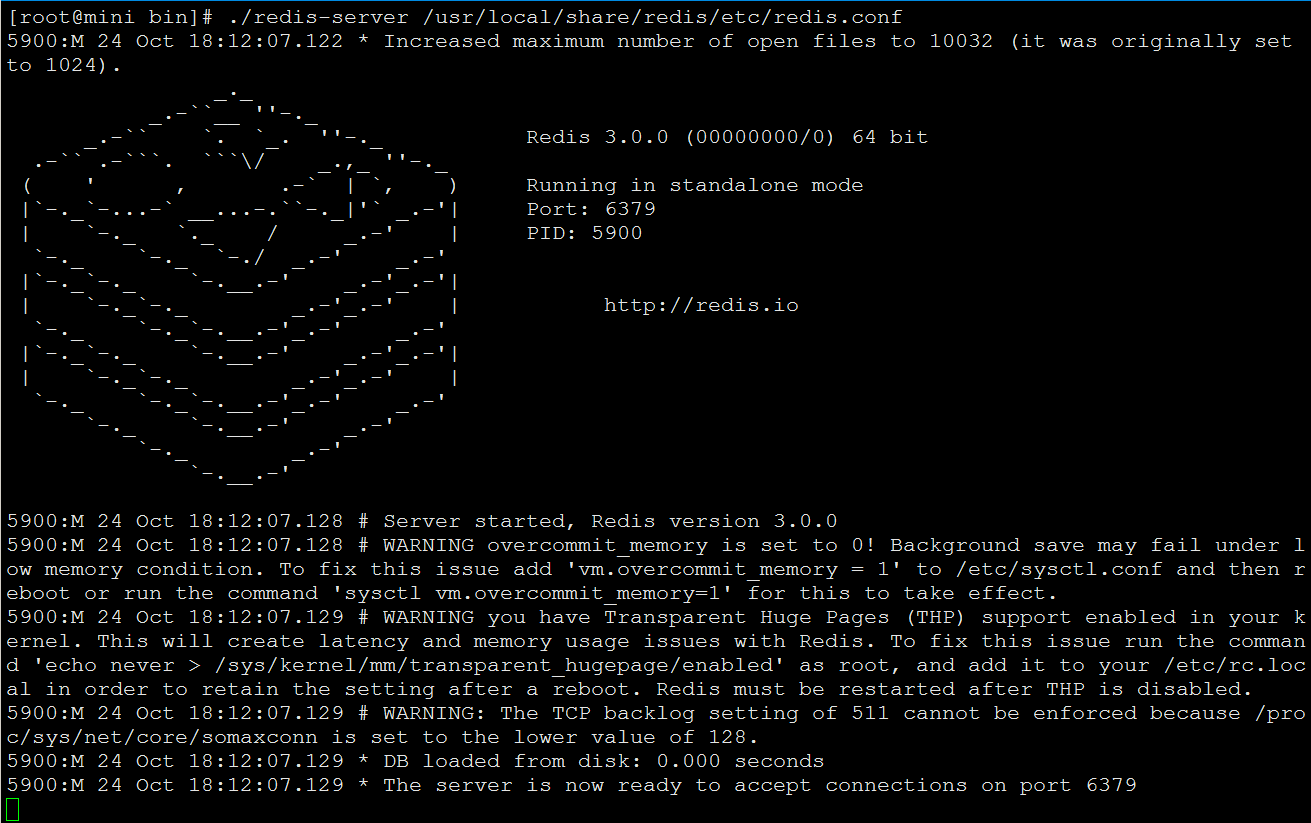 [root@mini bin]# ./redis-server /usr/local/share/redis/etc/redis.conf
5900:M 24 Oct 18:12:07.122 * Increased maximum number of open files to 10032 (it was originally set
to 1024).
Redis 3.0.0 (00000000/0) 64 bit
Running in standalone mode
Port: 6379
PID: 5900
http://redis.io
5900:M 24 Oct 18:12:07.128 # Server started, Redis version 3.0.0
5900:M 24 Oct 18:12:07.128 # WARNING overcommit_memory is set to 0! Background save may fail under l
ow memory condition. To fix this issue add 'vm.overcommit_memory = 1' to /etc/sysctl.conf and then r
eboot or run the command 'sysctl vm.overcommit_memory=1' for this to take effect.
5900:M 24 Oct 18:12:07.129 # WARNING you have Transparent Huge Pages (THP) support enabled in your k
ernel. This will create latency and memory usage issues with Redis. To fix this issue run the comman
d 'echo never > /sys/kernel/mm/transparent_hugepage/enabled' as root, and add it to your /etc/rc.loc
al in order to retain the setting after a reboot. Redis must be restarted after THP is disabled.
5900:M 24 Oct 18:12:07.129 # WARNING: The TCP backlog setting of 511 cannot be enforced because /pro
c/sys/net/core/somaxconn is set to the lower value of 128.
5900:M 24 Oct 18:12:07.129 * DB loaded from disk: 0.000 seconds
5900:M 24 Oct 18:12:07.129 * The server is now ready to accept connections on port 6379